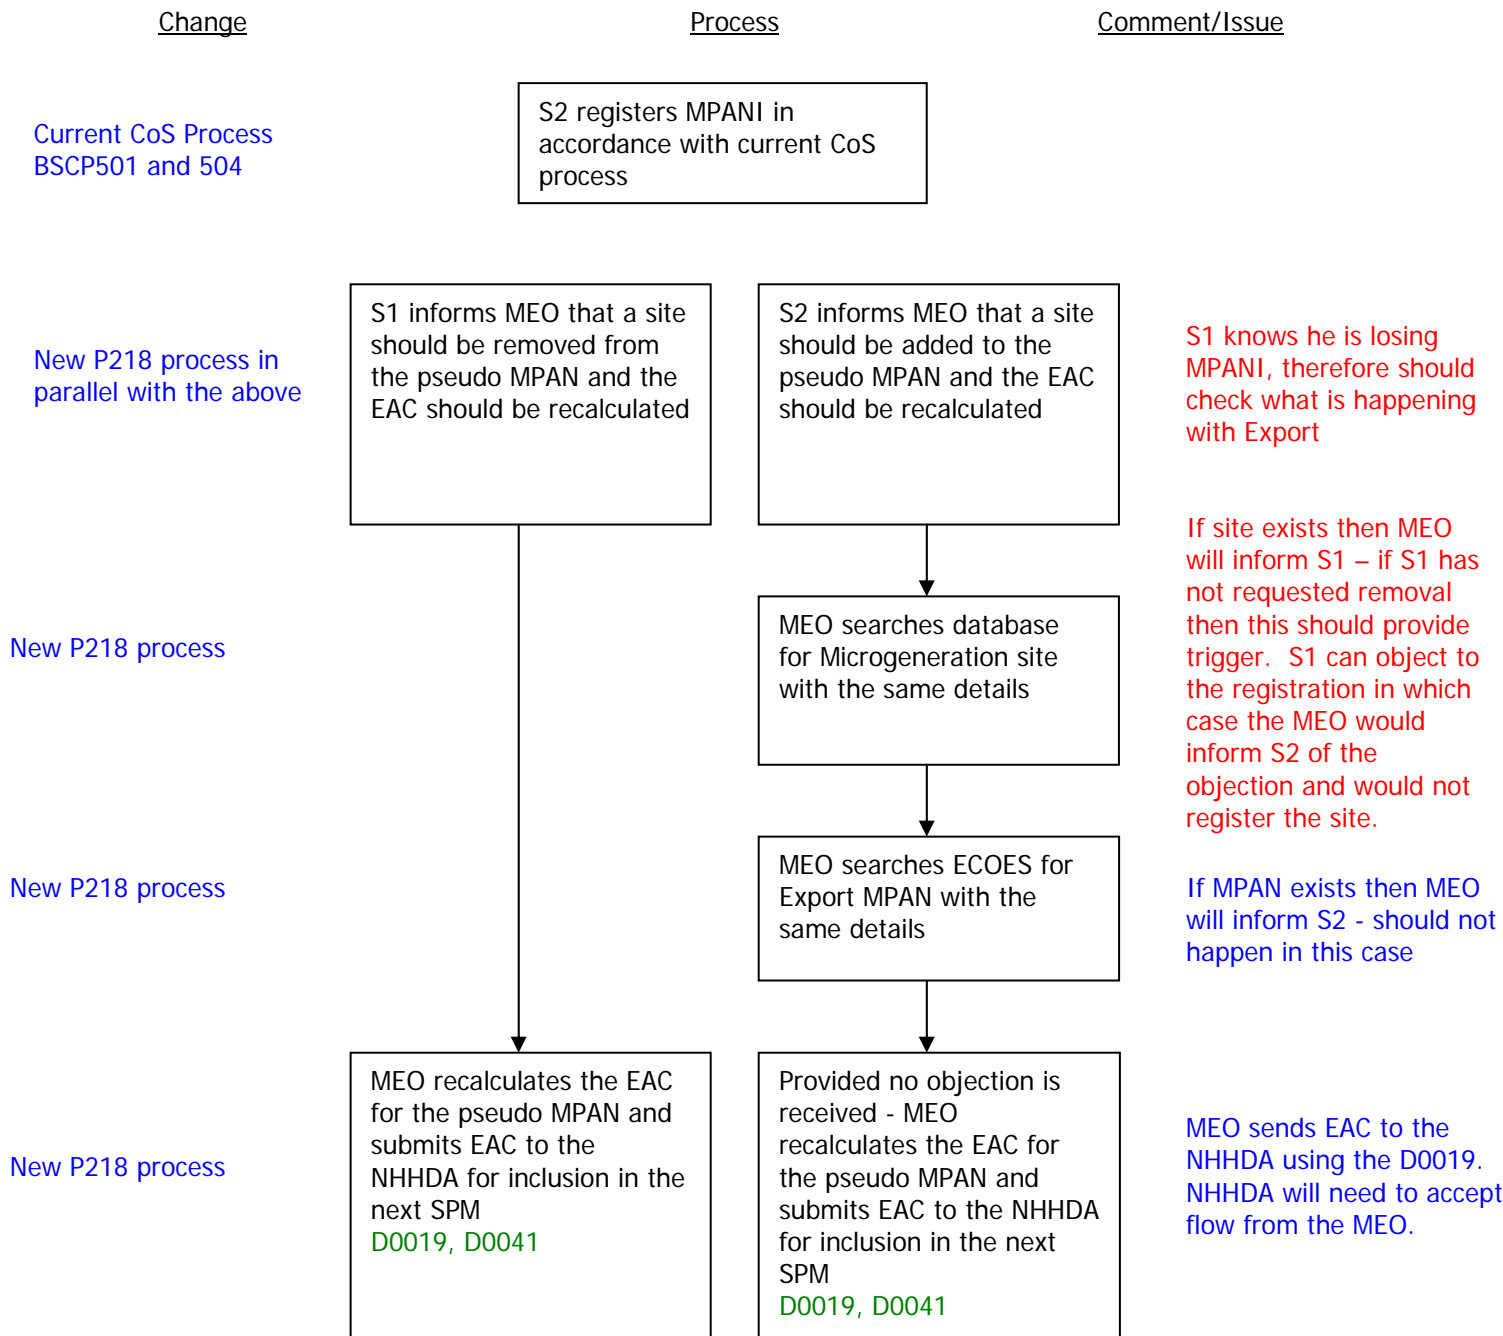 Change
Process
Comment/Issue
Current CoS Process
BSCP501 and 504
S2 registers MPANI in
accordance with current CoS
process
New P218 process in
parallel with the above
S1 informs MEO that a site
should be removed from
the pseudo MPAN and the
EAC should be recalculated
S2 informs MEO that a site
should be added to the
pseudo MPAN and the EAC
should be recalculated
S1 knows he is losing
MPANI, therefore should
check what is happening
with Export
New P218 process
MEO searches database
for Microgeneration site
with the same details
If site exists then MEO
will inform S1 – if S1 has
not requested removal
then this should provide
trigger.  S1 can object to
the registration in which
case the MEO would
inform S2 of the
objection and would not
register the site.
New P218 process
MEO searches ECOES for
Export MPAN with the
same details
If MPAN exists then MEO
will inform S2 - should not
happen in this case
New P218 process
MEO recalculates the EAC
for the pseudo MPAN and
submits EAC to the
NHHDA for inclusion in the
next SPM
D0019, D0041
Provided no objection is
received - MEO
recalculates the EAC for
the pseudo MPAN and
submits EAC to the NHHDA
for inclusion in the next
SPM
D0019, D0041
MEO sends EAC to the
NHHDA using the D0019.
NHHDA will need to accept
flow from the MEO.